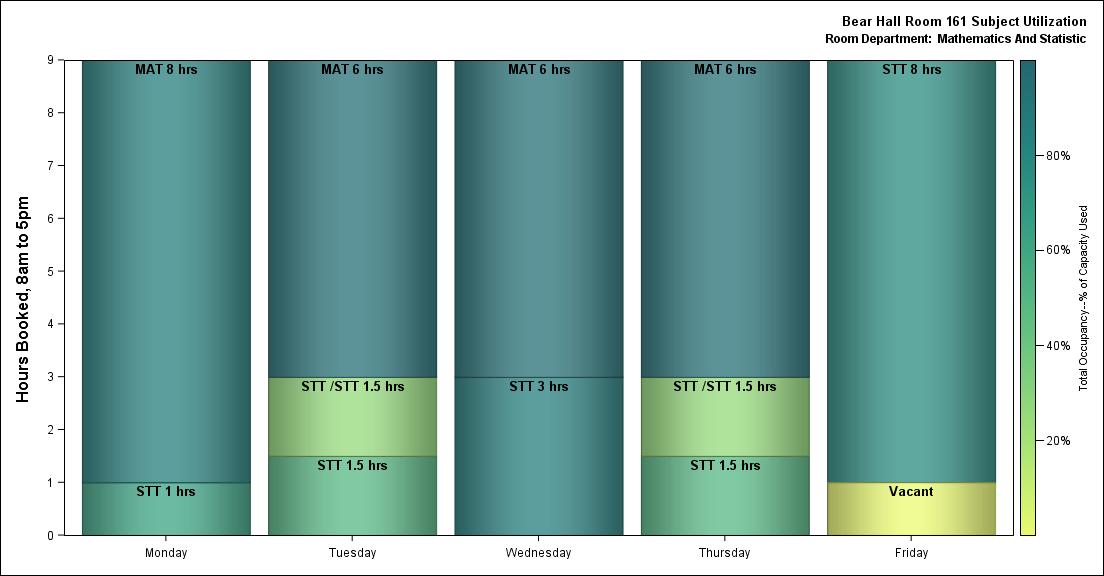 Bear Hall Room 161 Subject Utilization
Room Department: Mathematics And Statistic
Hours Booked, 8am to 5pm
9
8
7
6
5
4
3
2
1
0
MAT 8 hrs
STT 1 hrs
MAT 6 hrs
STT /STT 1.5 hrs
STT 1.5 hrs
MAT 6 hrs
STT 3 hrs
MAT 6 hrs
STT /STT 1.5 hrs
STT 1.5 hrs
STT 8 hrs
Vacant
Monday
Tuesday
Wednesday
Thursday
Friday
80%
60%
40%
20%
Total Occupancy--% of Capacity Used